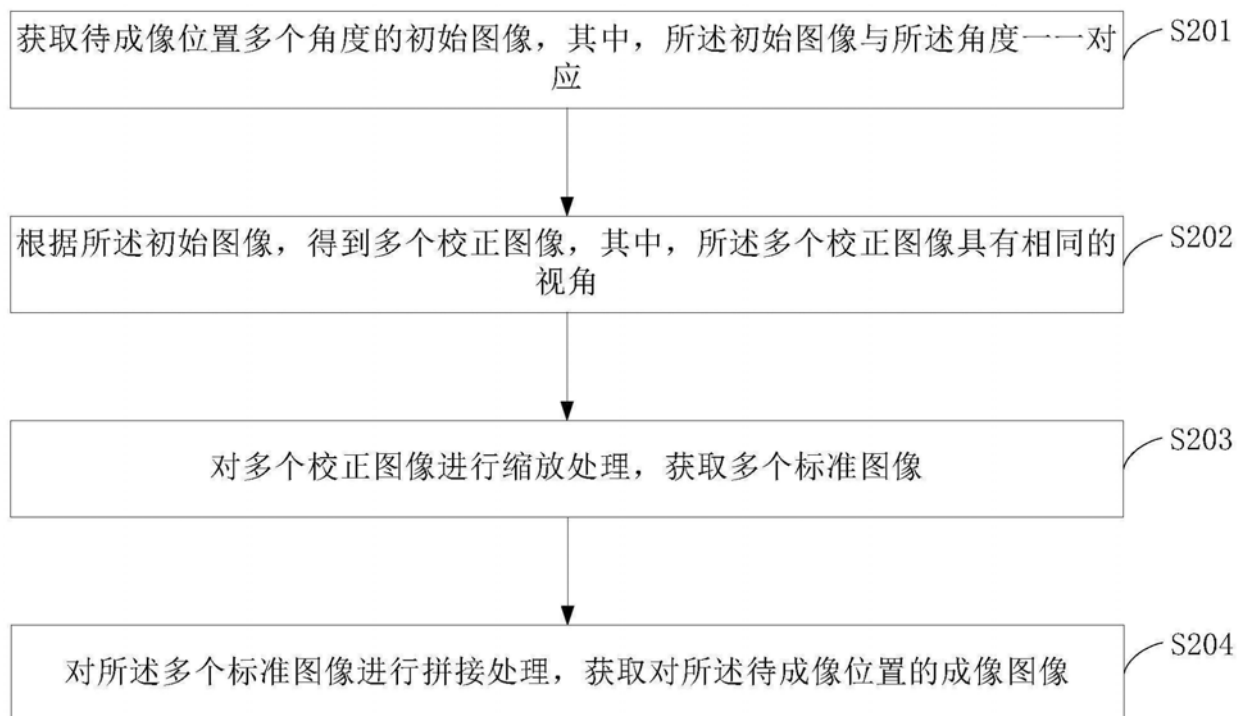 获取待成像位置多个角度的初始图像，其中，所述初始图像与所述角度一一对
应
S201
根据所述初始图像，得到多个校正图像，其中，所述多个校正图像具有相同的
视角
S202
对多个校正图像进行缩放处理，获取多个标准图像
S203
对所述多个标准图像进行拼接处理，获取对所述待成像位置的成像图像
S204